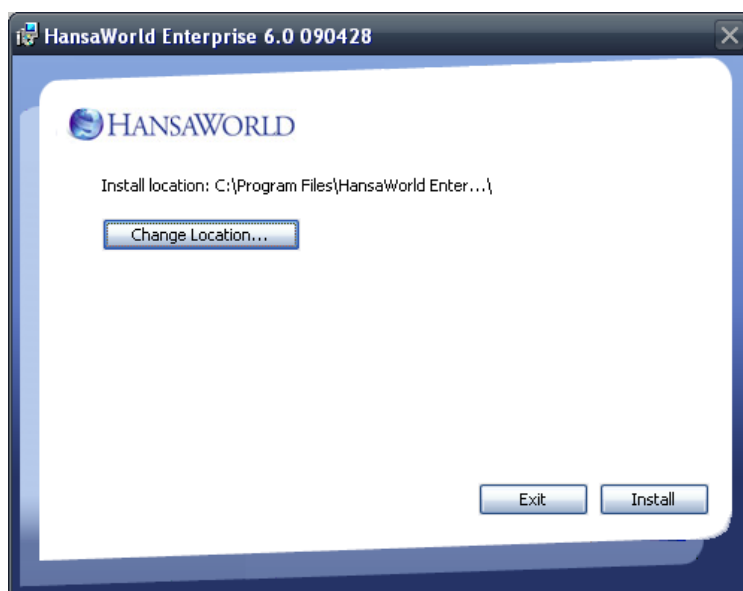 HansaWorld Enterprise 6.0 090428
HANSAWORLD
Install location: C:\Program Files\HansaWorld Enter...\
Change Location...
Exit
Install